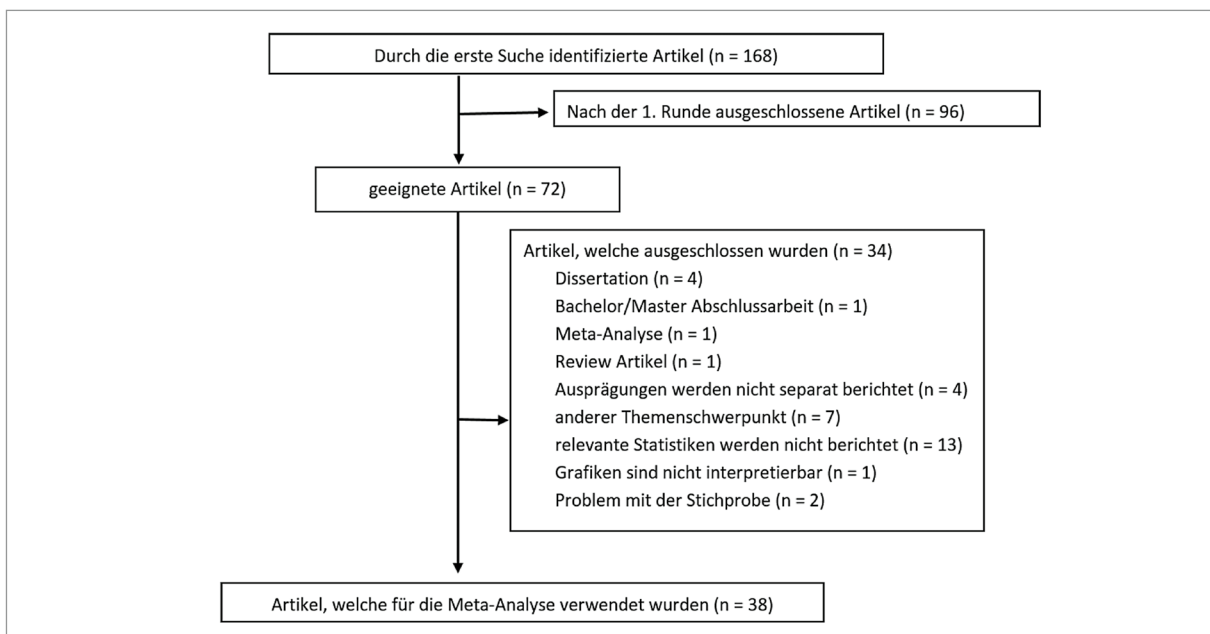 Durch die erste Suche identifizierte Artikel (n = 168)
Nach der 1. Runde ausgeschlossene Artikel (n = 96)
geeignete Artikel (n = 72)
Artikel, welche ausgeschlossen wurden (n = 34)
Dissertation (n = 4)
Bachelor/Master Abschlussarbeit (n = 1)
Meta-Analyse (n = 1)
Review Artikel (n = 1)
Ausprägungen werden nicht separat berichtet (n = 4)
anderer Themenschwerpunkt (n = 7)
relevante Statistiken werden nicht berichtet (n = 13)
Grafiken sind nicht interpretierbar (n = 1)
Problem mit der Stichprobe (n = 2)
Artikel, welche für die Meta-Analyse verwendet wurden (n = 38)